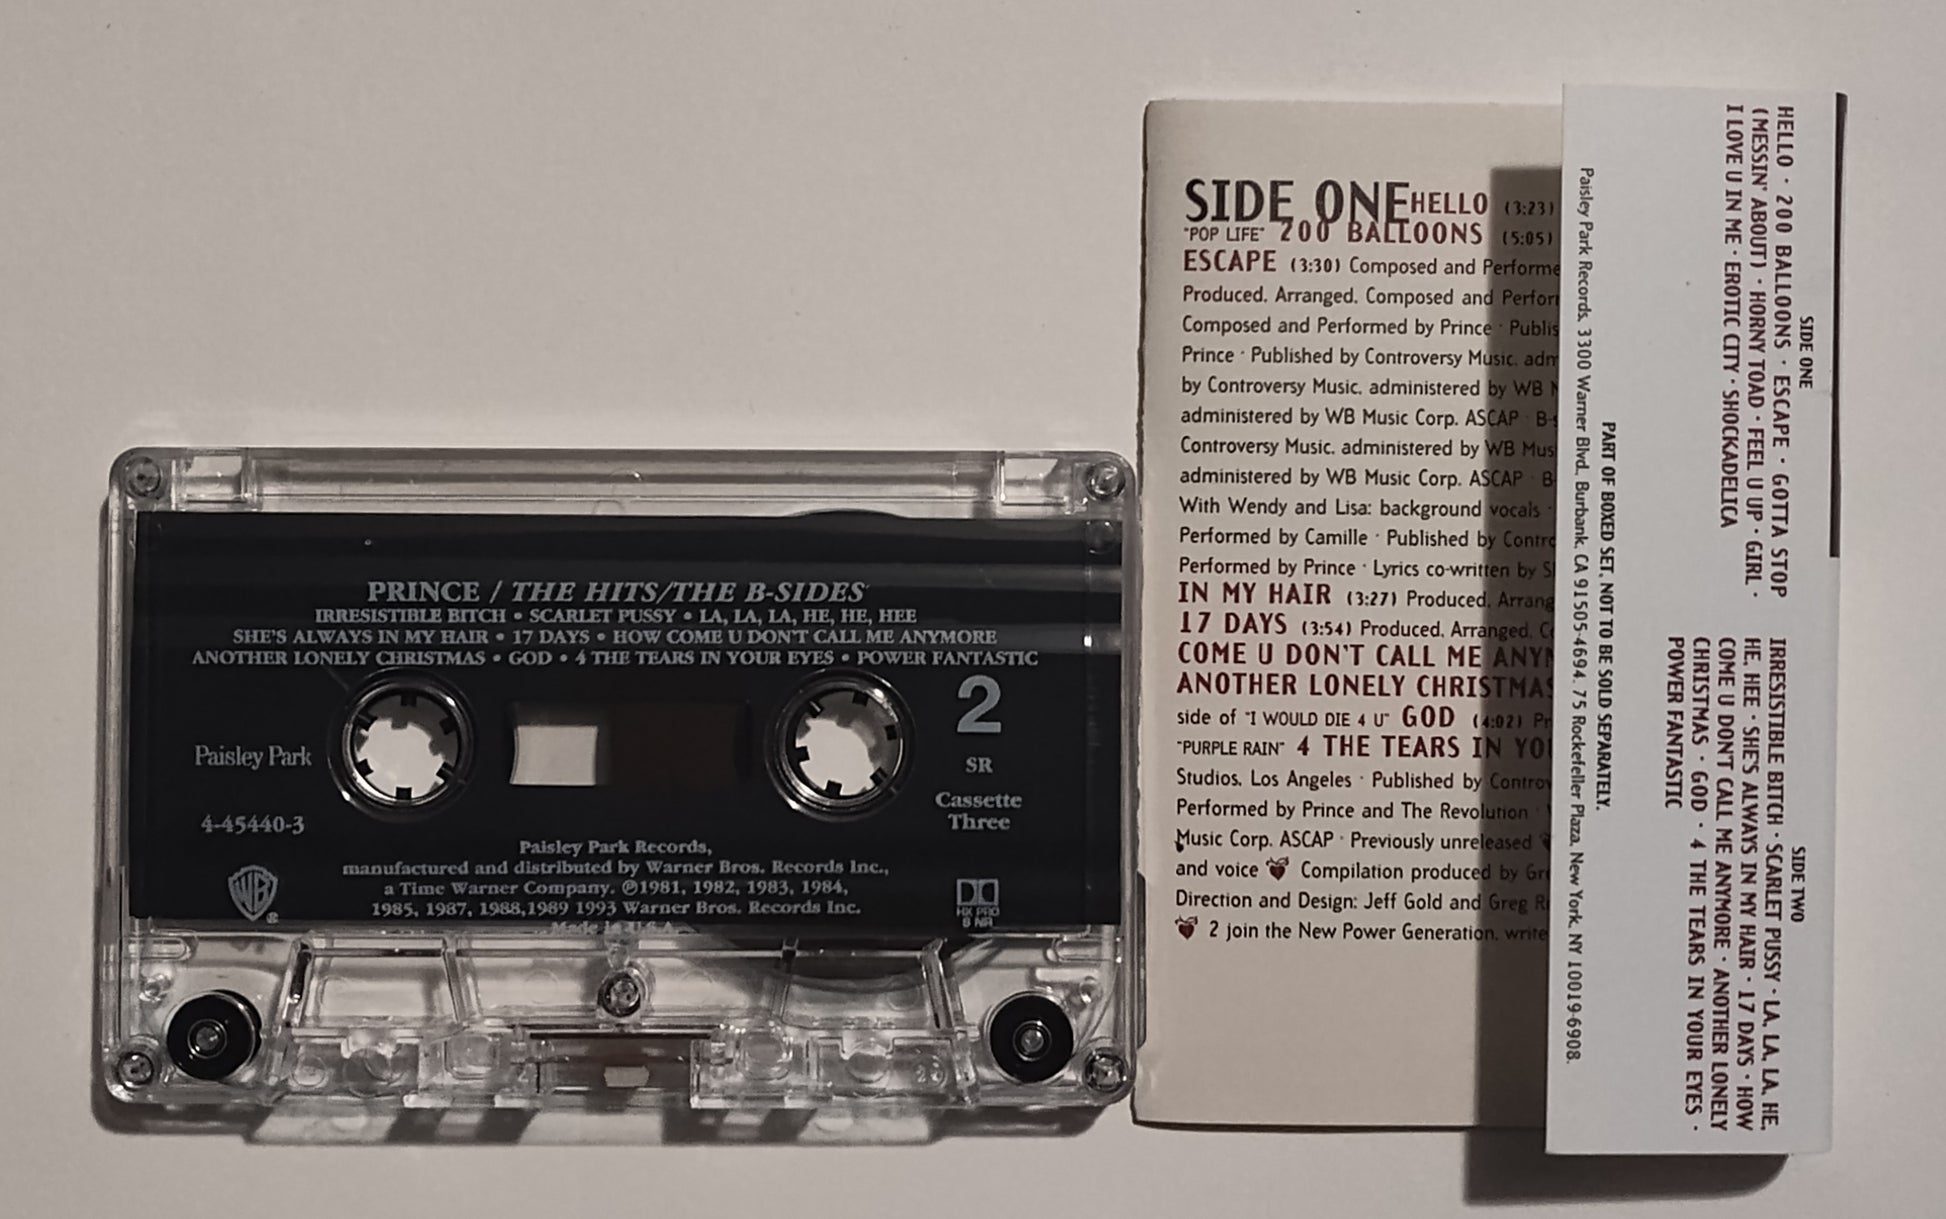 PRINCE / THE HITS/THE B-SIDES
IRRESISTIBLE BITCH • SCARLET PUSSY • LA, LA, LA, HE, HE, HEE
SHE'S ALWAYS IN MY HAIR • 17 DAYS • HOW COME U DON'T CALL ME ANYMORE
ANOTHER LONELY CHRISTMAS • GOD • 4 THE TEARS IN YOUR EYES • POWER FANTASTIC
2
SR
Cassette
Three
Paisley Park
4-45440-3
Paisley Park Records,
manufactured and distributed by Warner Bros. Records Inc.,
a Time Warner Company. ℗1981, 1982, 1983, 1984,
1985, 1987, 1988,1989 1993 Warner Bros. Records Inc.
Made in U.S.A.
WB®
HX PRO
B NR
SIDE ONE HELLO (3:23)
"POP LIFE" 200 BALLOONS (5:05)
ESCAPE (3:30) Composed and Performe
Produced, Arranged, Composed and Perfor
Composed and Performed by Prince · Publis
Prince · Published by Controversy Music, adm
by Controversy Music, administered by WB
administered by WB Music Corp. ASCAP · B-
Controversy Music, administered by WB Mus
administered by WB Music Corp. ASCAP · B
With Wendy and Lisa: background vocals ·
Performed by Camille · Published by Contro
Performed by Prince · Lyrics co-written by S
IN MY HAIR (3:27) Produced, Arrang
17 DAYS (3:54) Produced, Arranged, C
COME U DON'T CALL ME ANY
ANOTHER LONELY CHRISTMAS
side of "I WOULD DIE 4 U" GOD (4:02) Pr
"PURPLE RAIN" 4 THE TEARS IN YO
Studios, Los Angeles · Published by Contro
Performed by Prince and The Revolution ·
Music Corp. ASCAP · Previously unreleased
and voice Compilation produced by Gr
Direction and Design: Jeff Gold and Greg R
2 join the New Power Generation, write
SIDE ONE
HELLO · 200 BALLOONS · ESCAPE · GOTTA STOP
(MESSIN' ABOUT) · HORNY TOAD · FEEL U UP · GIRL ·
I LOVE U IN ME · EROTIC CITY · SHOCKADELICA
SIDE TWO
IRRESISTIBLE BITCH · SCARLET PUSSY · LA, LA, LA, HE,
HE, HEE · SHE'S ALWAYS IN MY HAIR · 17 DAYS · HOW
COME U DON'T CALL ME ANYMORE · ANOTHER LONELY
CHRISTMAS · GOD · 4 THE TEARS IN YOUR EYES ·
POWER FANTASTIC
PART OF BOXED SET, NOT TO BE SOLD SEPARATELY.
Paisley Park Records, 3300 Warner Blvd., Burbank, CA 91505-4694. 75 Rockefeller Plaza, New York, NY 10019-6908.